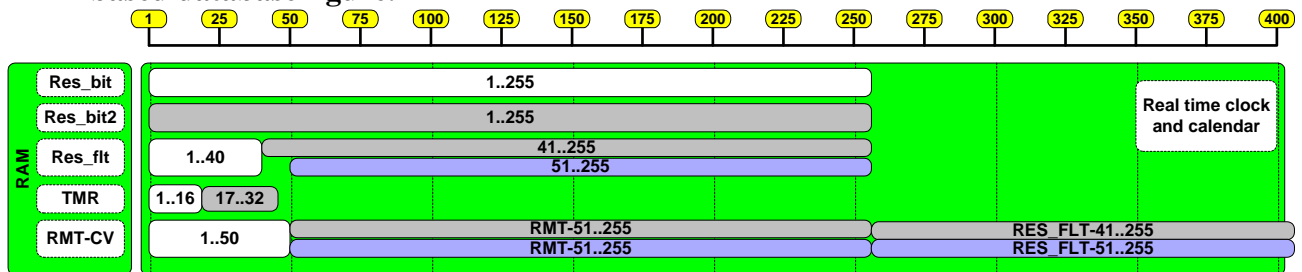 based database figure.
1 25 50 75 100 125 150 175 200 225 250 275 300 325 350 375 400
Res_bit 1..255
Res_bit2 1..255
Real time clock
and calendar
Res_flt 1..40 41..255
51..255
TMR 1..16 17..32
RMT-CV 1..50 RMT-51..255 RES_FLT-41..255
RMT-51..255 RES_FLT-51..255
RAM